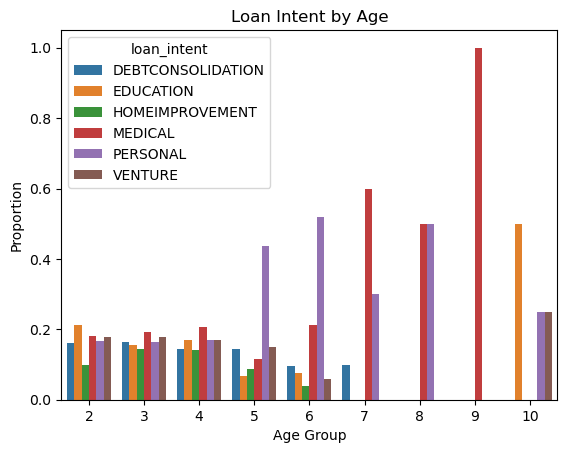 Loan Intent by Age
loan_intent
DEBTCONSOLIDATION
EDUCATION
HOMEIMPROVEMENT
MEDICAL
PERSONAL
VENTURE
Proportion
1.0
0.8
0.6
0.4
0.2
0.0
2 3 4 5 6 7 8 9 10
Age Group